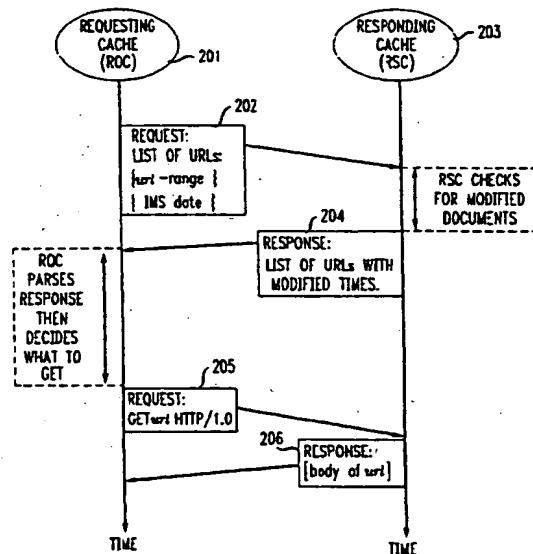 REQUESTING
CACHE
(ROC)
201
RESPONDING
CACHE
(RSC)
203
202
REQUEST:
LIST OF URLs:
{url-range }
{ IMS date }
RSC CHECKS
FOR MODIFIED
DOCUMENTS
204
RESPONSE:
LIST OF URLs WITH
MODIFIED TIMES.
ROC
PARSES
RESPONSE
THEN
DECIDES
WHAT TO
GET
205
REQUEST:
GET url HTTP/1.0
206
RESPONSE:
[body of url]
TIME
TIME